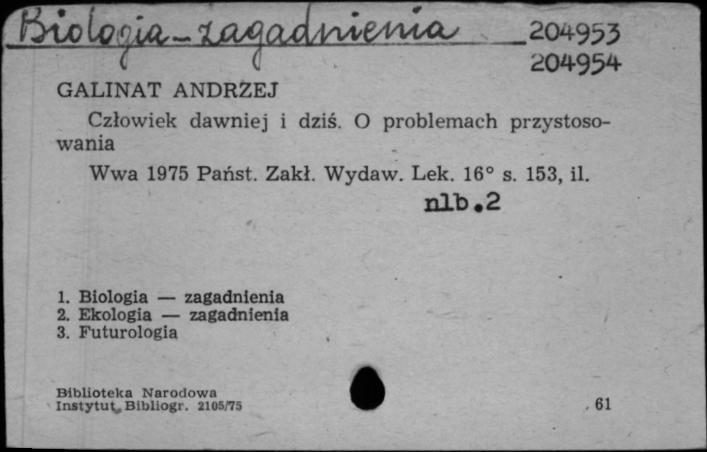 Biologia – zagadnienia 204953
204954
GALINAT ANDRZEJ
Człowiek dawniej i dziś. O problemach przystoso-
wania
Wwa 1975 Państ. Zakł. Wydaw. Lek. 16° s. 153, il.
nlb.2
1. Biologia — zagadnienia
2. Ekologia — zagadnienia
3. Futurologia
Biblioteka Narodowa
Instytut Bibliogr. 2105/75 61